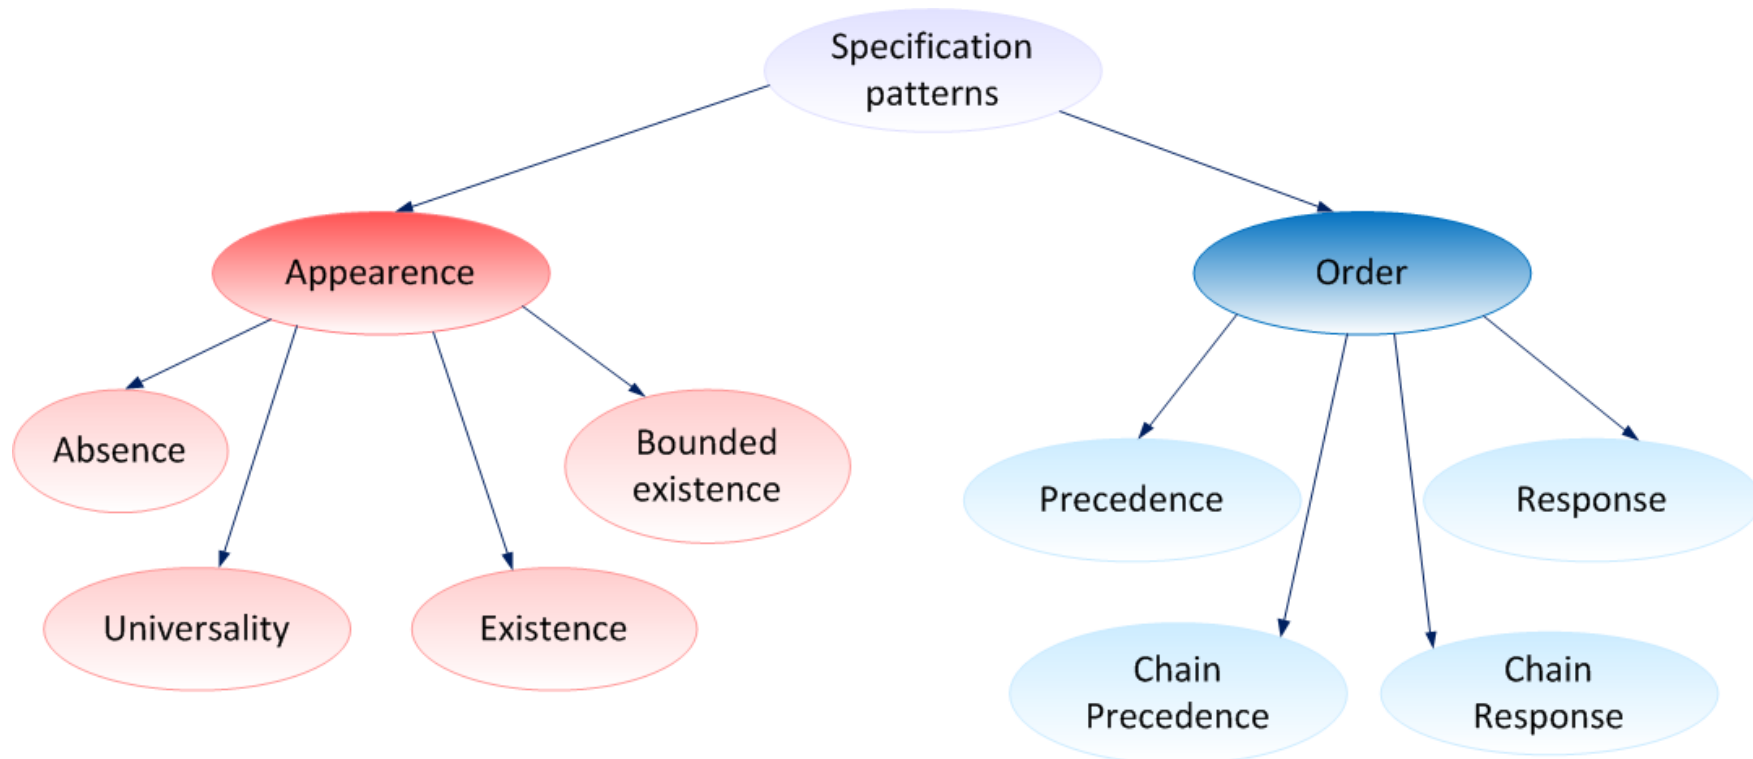 Specification
patterns
Appearence
Order
Absence
Bounded
existence
Precedence
Response
Universality
Existence
Chain
Precedence
Chain
Response